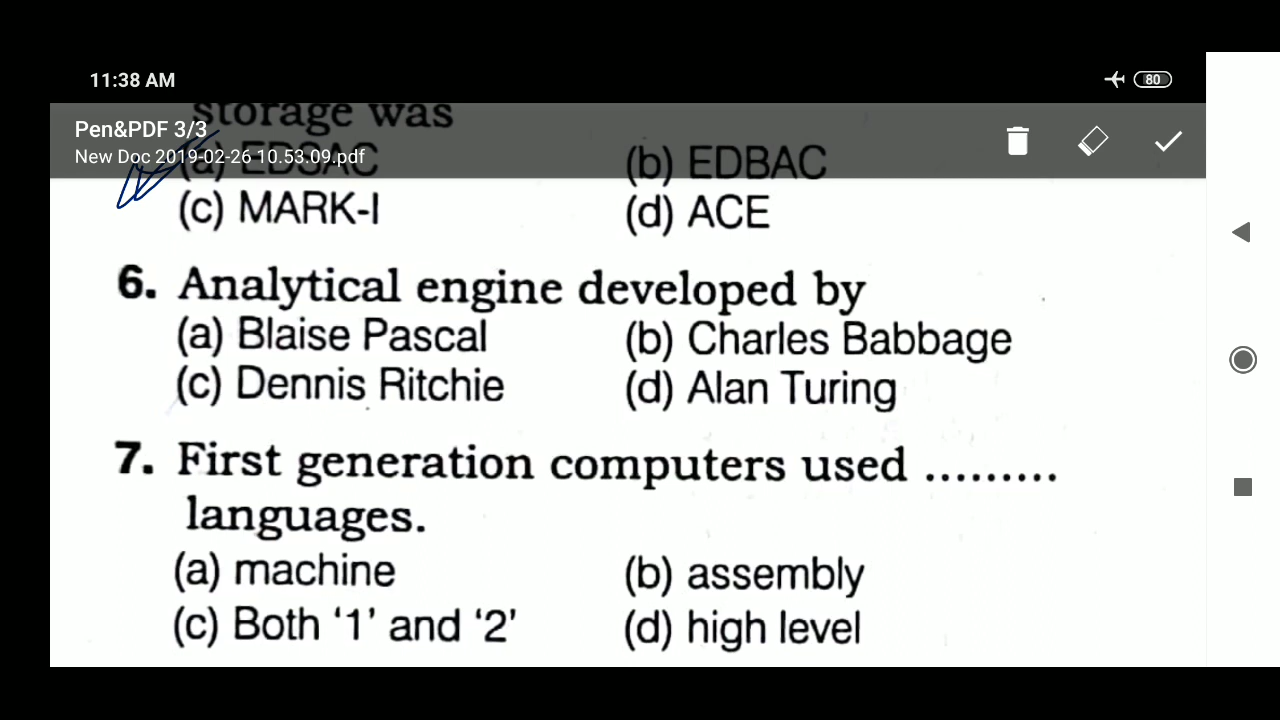 11:38 AM
80
storage was
Pen&PDF 3/3
New Doc 2019-02-26 10.53.09.pdf
(a) EDSAC (b) EDBAC
(c) MARK-I (d) ACE
6. Analytical engine developed by
(a) Blaise Pascal (b) Charles Babbage
(c) Dennis Ritchie (d) Alan Turing
7. First generation computers used .........
languages.
(a) machine (b) assembly
(c) Both ‘1’ and ‘2’ (d) high level